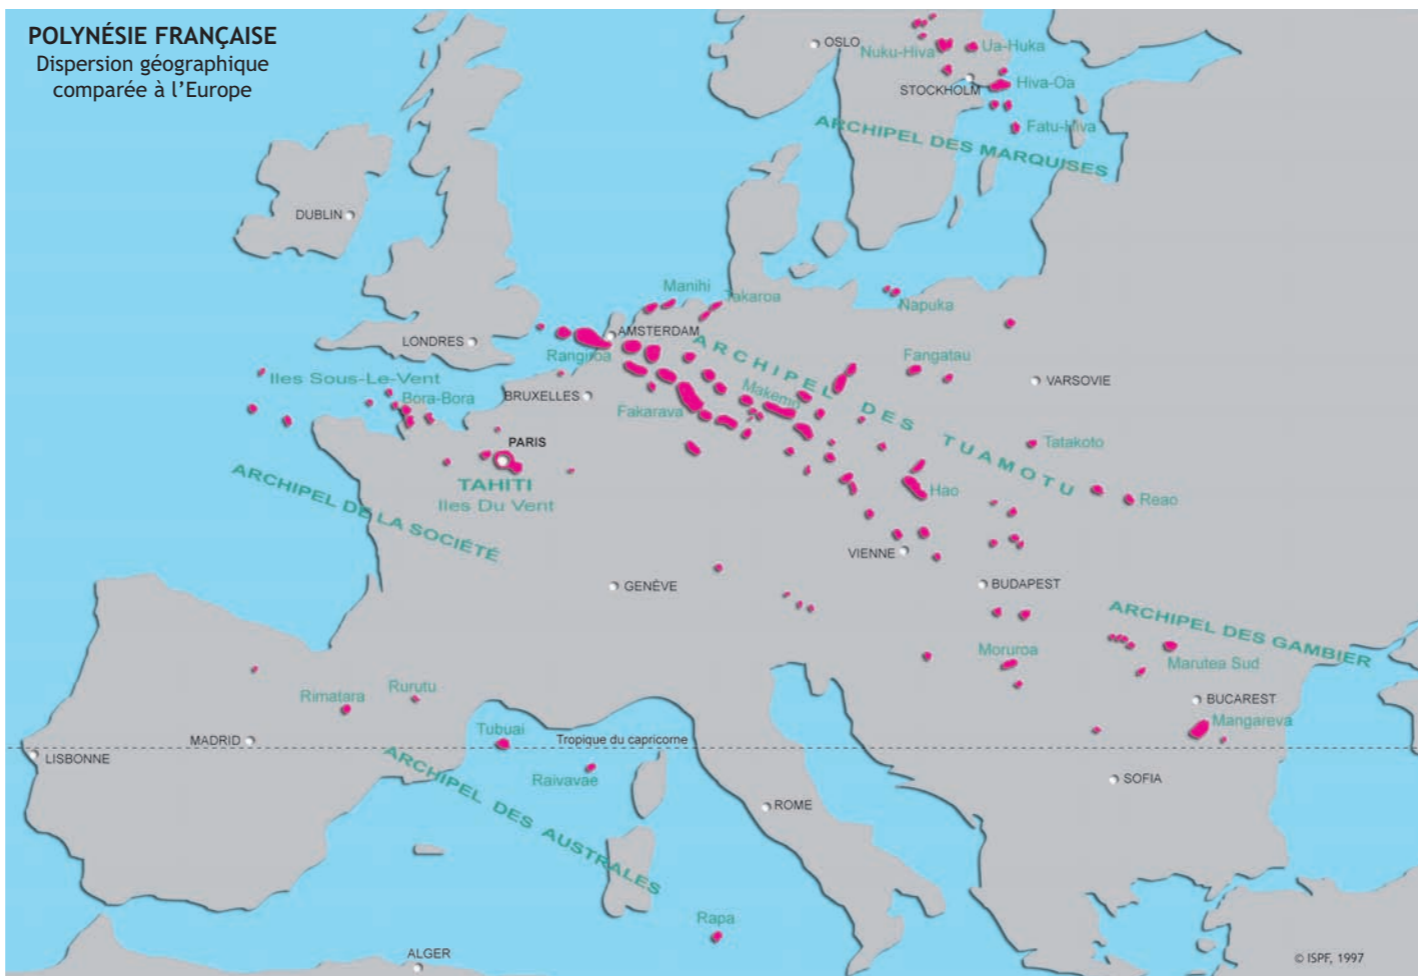 POLYNÉSIE FRANÇAISE
Dispersion géographique
comparée à l'Europe
OSLO
Nuku-Hiva
Ua-Huka
STOCKHOLM
Hiva-Oa
Fatu-Hiva
ARCHIPEL DES MARQUISES
DUBLIN
Manihi
Takaroa
Napuka
LONDRES
AMSTERDAM
Rangiroa
ARCHIPEL DES TUAMOTU
Fangatau
VARSOVIE
Iles Sous-Le-Vent
Bora-Bora
BRUXELLES
Fakarava
Makemo
PARIS
Tatakoto
TAHITI
Iles Du Vent
Hao
Reao
ARCHIPEL DE LA SOCIÉTÉ
VIENNE
GENÈVE
BUDAPEST
ARCHIPEL DES GAMBIER
Moruroa
Marutea Sud
Rimatara
Rurutu
BUCAREST
Mangareva
MADRID
Tubuai
Tropique du capricorne
LISBONNE
ARCHIPEL DES AUSTRALES
Raivavae
SOFIA
ROME
Rapa
ALGER
© ISPF, 1997